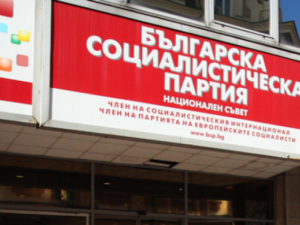 БЪЛГАРСКА
СОЦИАЛИСТИЧЕСКА
ПАРТИЯ
НАЦИОНАЛЕН СЪВЕТ
ЧЛЕН НА СОЦИАЛИСТИЧЕСКИЯ ИНТЕРНАЦИОНАЛ
ЧЛЕН НА ПАРТИЯТА НА ЕВРОПЕЙСКИТЕ СОЦИАЛИСТИ
www.bsp.bg